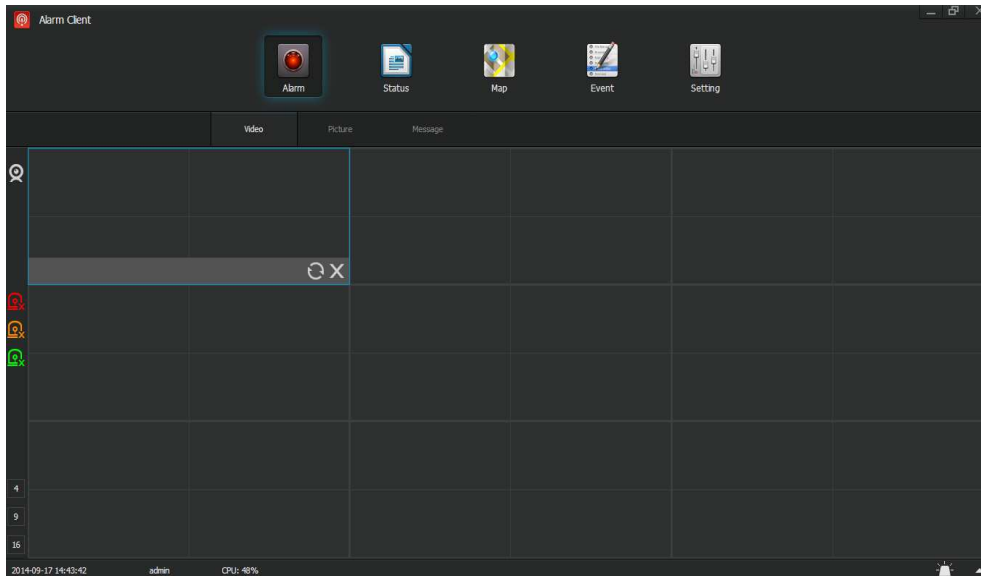 Alarm Client
Alarm Status Map Event Setting
Video Picture Message
4
9
16
2014-09-17 14:43:42 admin CPU: 48%